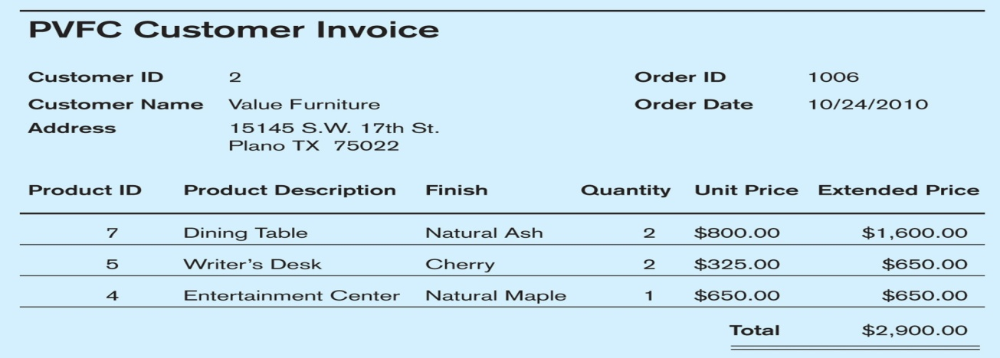 PVFC Customer Invoice
Customer ID 2 Order ID 1006
Customer Name Value Furniture Order Date 10/24/2010
Address 15145 S.W. 17th St.
Plano TX 75022
Product ID Product Description Finish Quantity Unit Price Extended Price
7 Dining Table Natural Ash 2 $800.00 $1,600.00
5 Writer’s Desk Cherry 2 $325.00 $650.00
4 Entertainment Center Natural Maple 1 $650.00 $650.00
Total $2,900.00